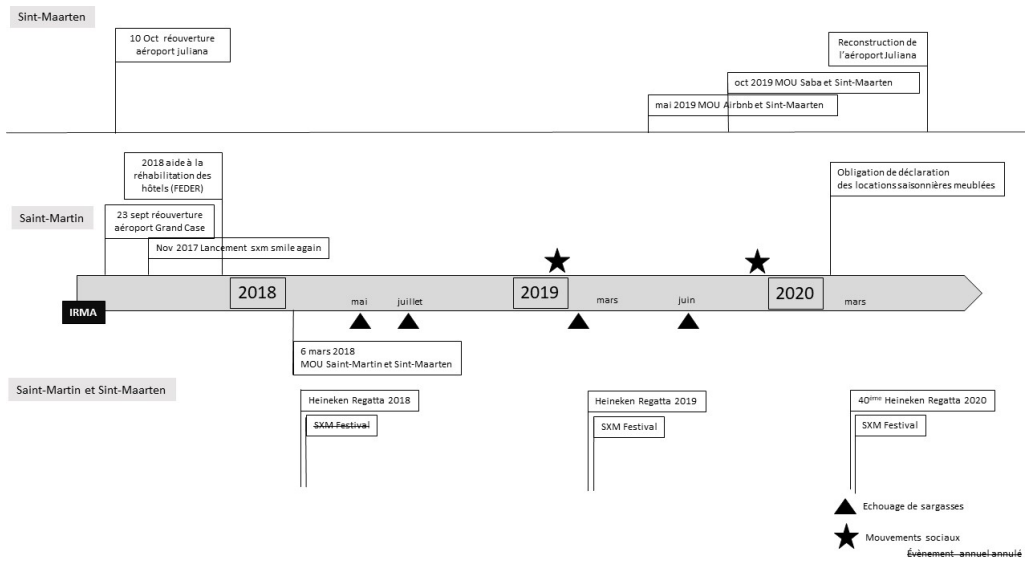 Sint-Maarten
10 Oct réouverture
aéroport juliana
Reconstruction de
l'aéroport Juliana
oct 2019 MOU Saba et Sint-Maarten
mai 2019 MOU Airbnb et Sint-Maarten
2018 aide à la
réhabilitation des
hôtels (FEDER)
Obligation de déclaration
des locations saisonnières meublées
Saint-Martin
23 sept réouverture
aéroport Grand Case
Nov 2017 Lancement sxm smile again
IRMA
2018
mai
juillet
2019
mars
juin
2020
mars
6 mars 2018
MOU Saint-Martin et Sint-Maarten
Saint-Martin et Sint-Maarten
Heineken Regatta 2018
SXM Festival
Heineken Regatta 2019
SXM Festival
40ième Heineken Regatta 2020
SXM Festival
Echouage de sargasses
Mouvements sociaux
Évènement annuel annulé